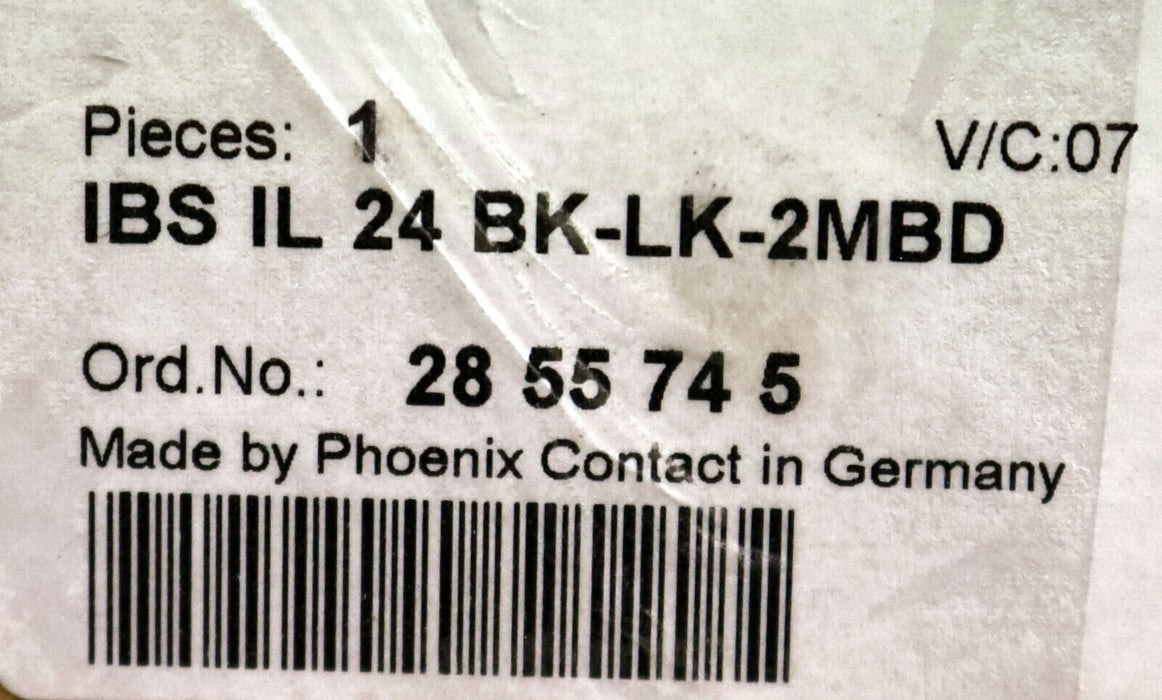 Pieces: 1 V/C:07
IBS IL 24 BK-LK-2MBD
Ord.No.: 28 55 74 5
Made by Phoenix Contact in Germany